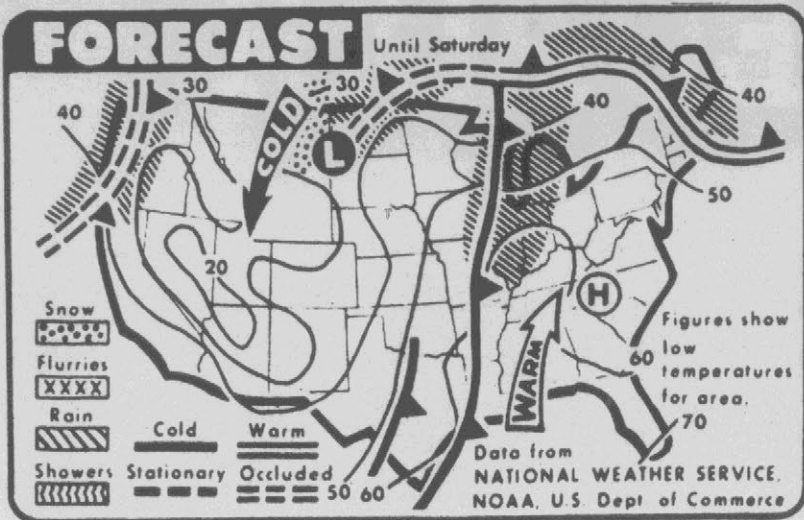 FORECAST
Until Saturday
30
30
40
40
40
COLD
L
50
20
H
Snow
Flurries
XXXX
Rain
Showers
Cold
Warm
Stationary
Occluded
50
60
WARM
Figures show
low
temperatures
for area.
60
70
Data from
NATIONAL WEATHER SERVICE,
NOAA, U.S. Dept of Commerce